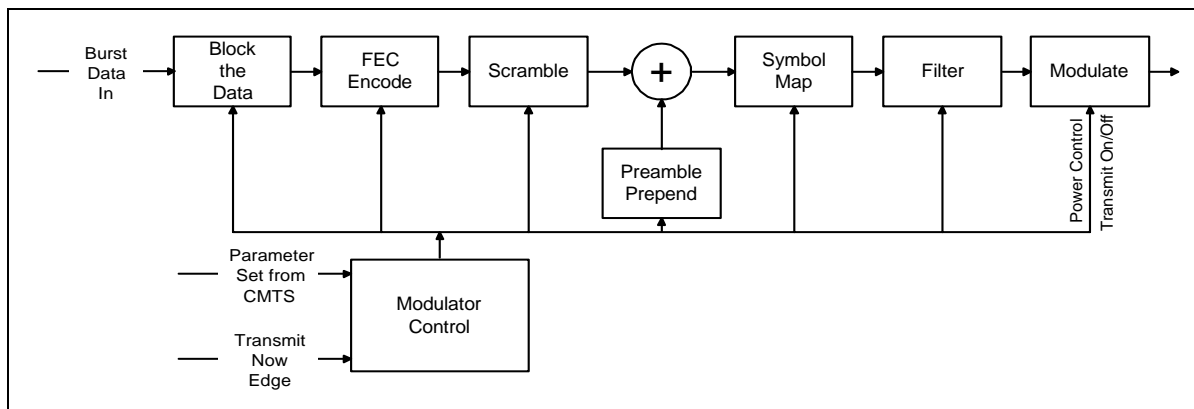 Burst
Data
In
Block
the
Data
FEC
Encode
Scramble
+
Symbol
Map
Filter
Modulate
Preamble
Prepend
Power Control
Transmit On/Off
Parameter
Set from
CMTS
Modulator
Control
Transmit
Now
Edge